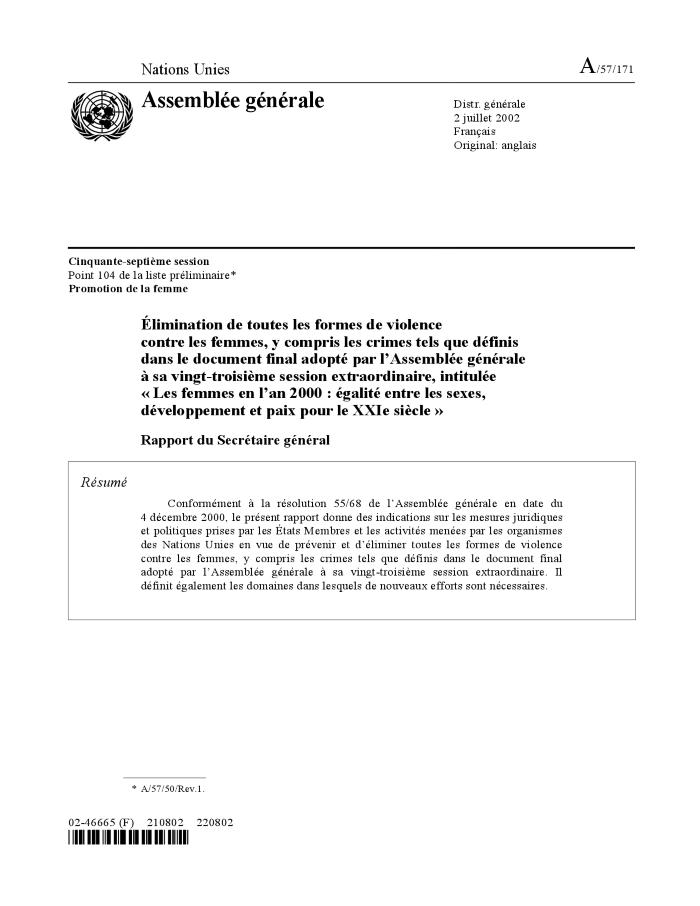 Nations Unies
A/57/171
Assemblée générale
Distr. générale
2 juillet 2002
Français
Original: anglais
Cinquante-septième session
Point 104 de la liste préliminaire*
Promotion de la femme
Élimination de toutes les formes de violence
contre les femmes, y compris les crimes tels que définis
dans le document final adopté par l'Assemblée générale
à sa vingt-troisième session extraordinaire, intitulée
« Les femmes en l'an 2000 : égalité entre les sexes,
développement et paix pour le XXIe siècle »
Rapport du Secrétaire général
Résumé
Conformément à la résolution 55/68 de l'Assemblée générale en date du
4 décembre 2000, le présent rapport donne des indications sur les mesures juridiques
et politiques prises par les États Membres et les activités menées par les organismes
des Nations Unies en vue de prévenir et d'éliminer toutes les formes de violence
contre les femmes, y compris les crimes tels que définis dans le document final
adopté par l'Assemblée générale à sa vingt-troisième session extraordinaire. Il
définit également les domaines dans lesquels de nouveaux efforts sont nécessaires.
* A/57/50/Rev.1.
02-46665 (F) 210802 220802